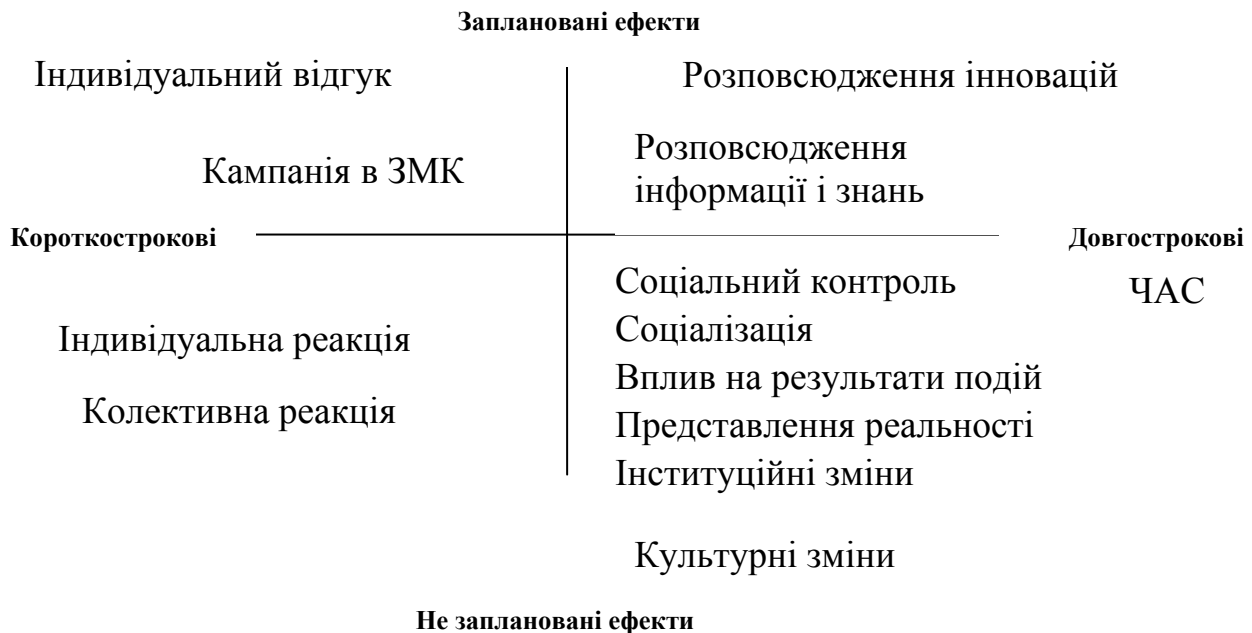 Заплановані ефекти
Індивідуальний відгук
Розповсюдження інновацій
Кампанія в ЗМК
Розповсюдження
інформації і знань
Короткострокові
Довгострокові
Соціальний контроль
ЧАС
Індивідуальна реакція
Соціалізація
Вплив на результати подій
Колективна реакція
Представлення реальності
Інституційні зміни
Культурні зміни
Не заплановані ефекти